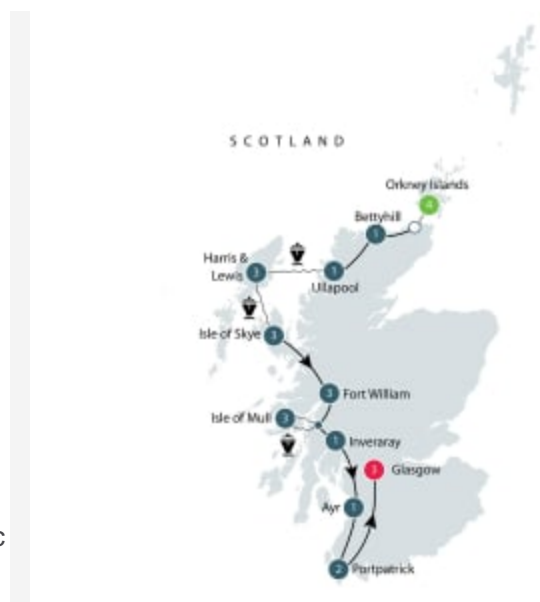 SCOTLAND
Orkney Islands
4
Bettyhill
1
Harris &
Lewis
3
1
Ullapool
Isle of Skye
3
3
Fort William
Isle of Mull
3
1
Inveraray
3
Glasgow
Ayr
1
2
Portpatrick
C